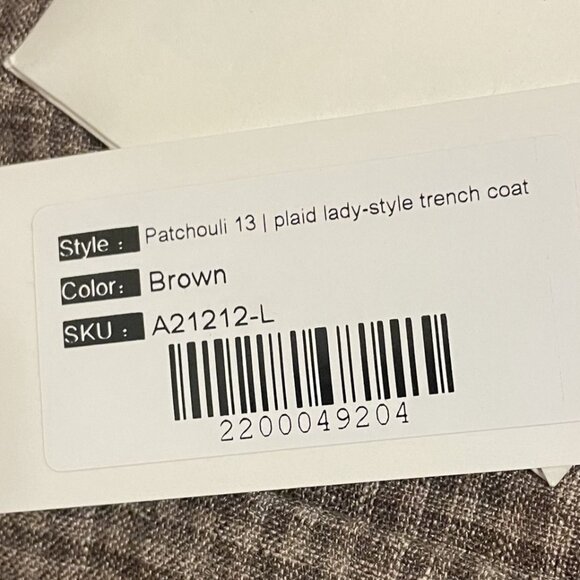 Style : Patchouli 13 | plaid lady-style trench coat
Color: Brown
SKU : A21212-L
2200049204